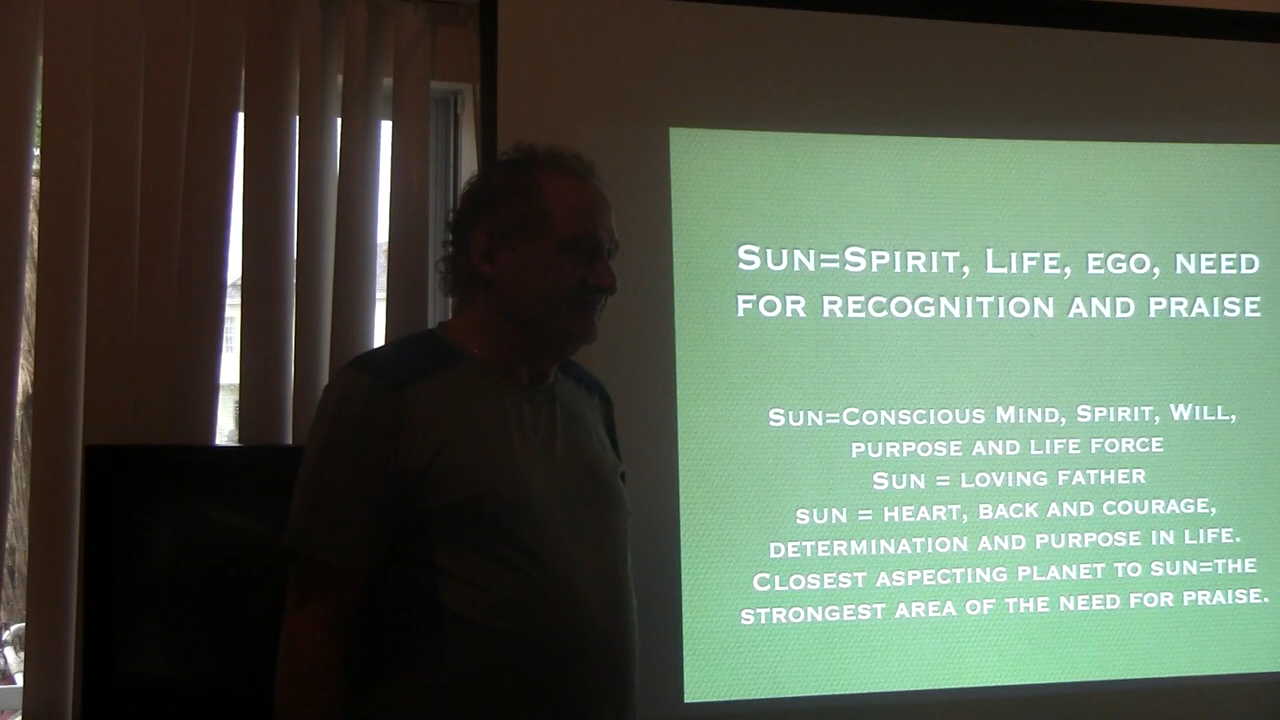 Sun=Spirit, Life, ego, need
for recognition and praise
Sun=Conscious Mind, Spirit, Will,
purpose and life force
Sun = loving father
sun = heart, back and courage,
determination and purpose in life.
Closest aspecting planet to sun=the
strongest area of the need for praise.